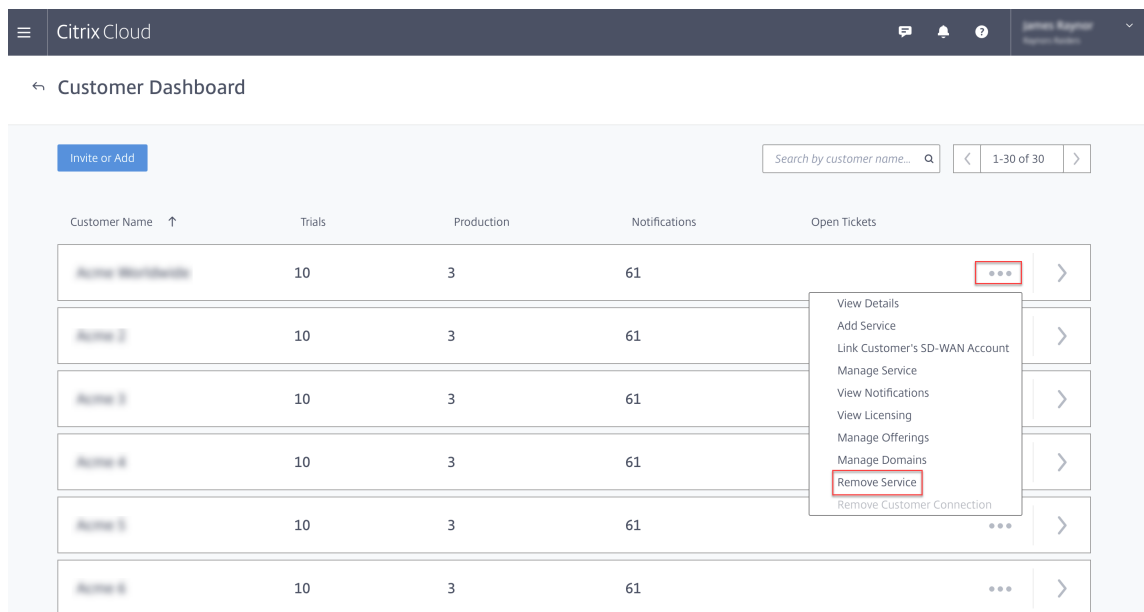 Citrix Cloud
Customer Dashboard
Invite or Add
Search by customer name...
1-30 of 30
Customer Name Trials Production Notifications Open Tickets
10 3 61
View Details
Add Service
10 3 61
Link Customer's SD-WAN Account
Manage Service
View Notifications
10 3 61
View Licensing
Manage Offerings
Manage Domains
10 3 61
Remove Service
Remove Customer Connection
10 3 61
10 3 61